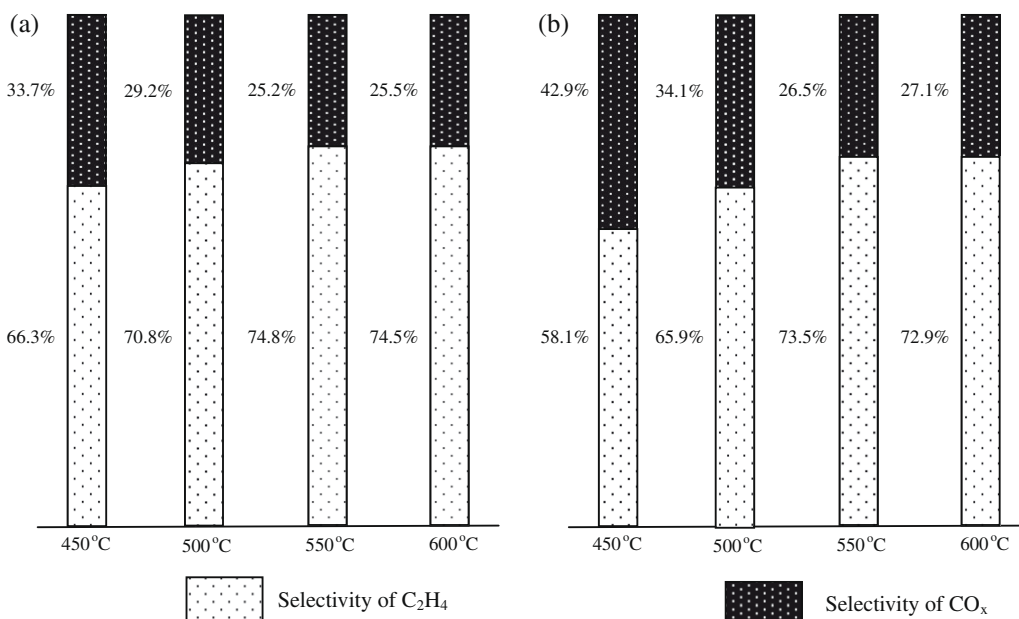 (a)
33.7% 29.2% 25.2% 25.5%
66.3% 70.8% 74.8% 74.5%
450°C 500°C 550°C 600°C
(b)
42.9% 34.1% 26.5% 27.1%
58.1% 65.9% 73.5% 72.9%
450°C 500°C 550°C 600°C
Selectivity of C₂H₄
Selectivity of COₓ